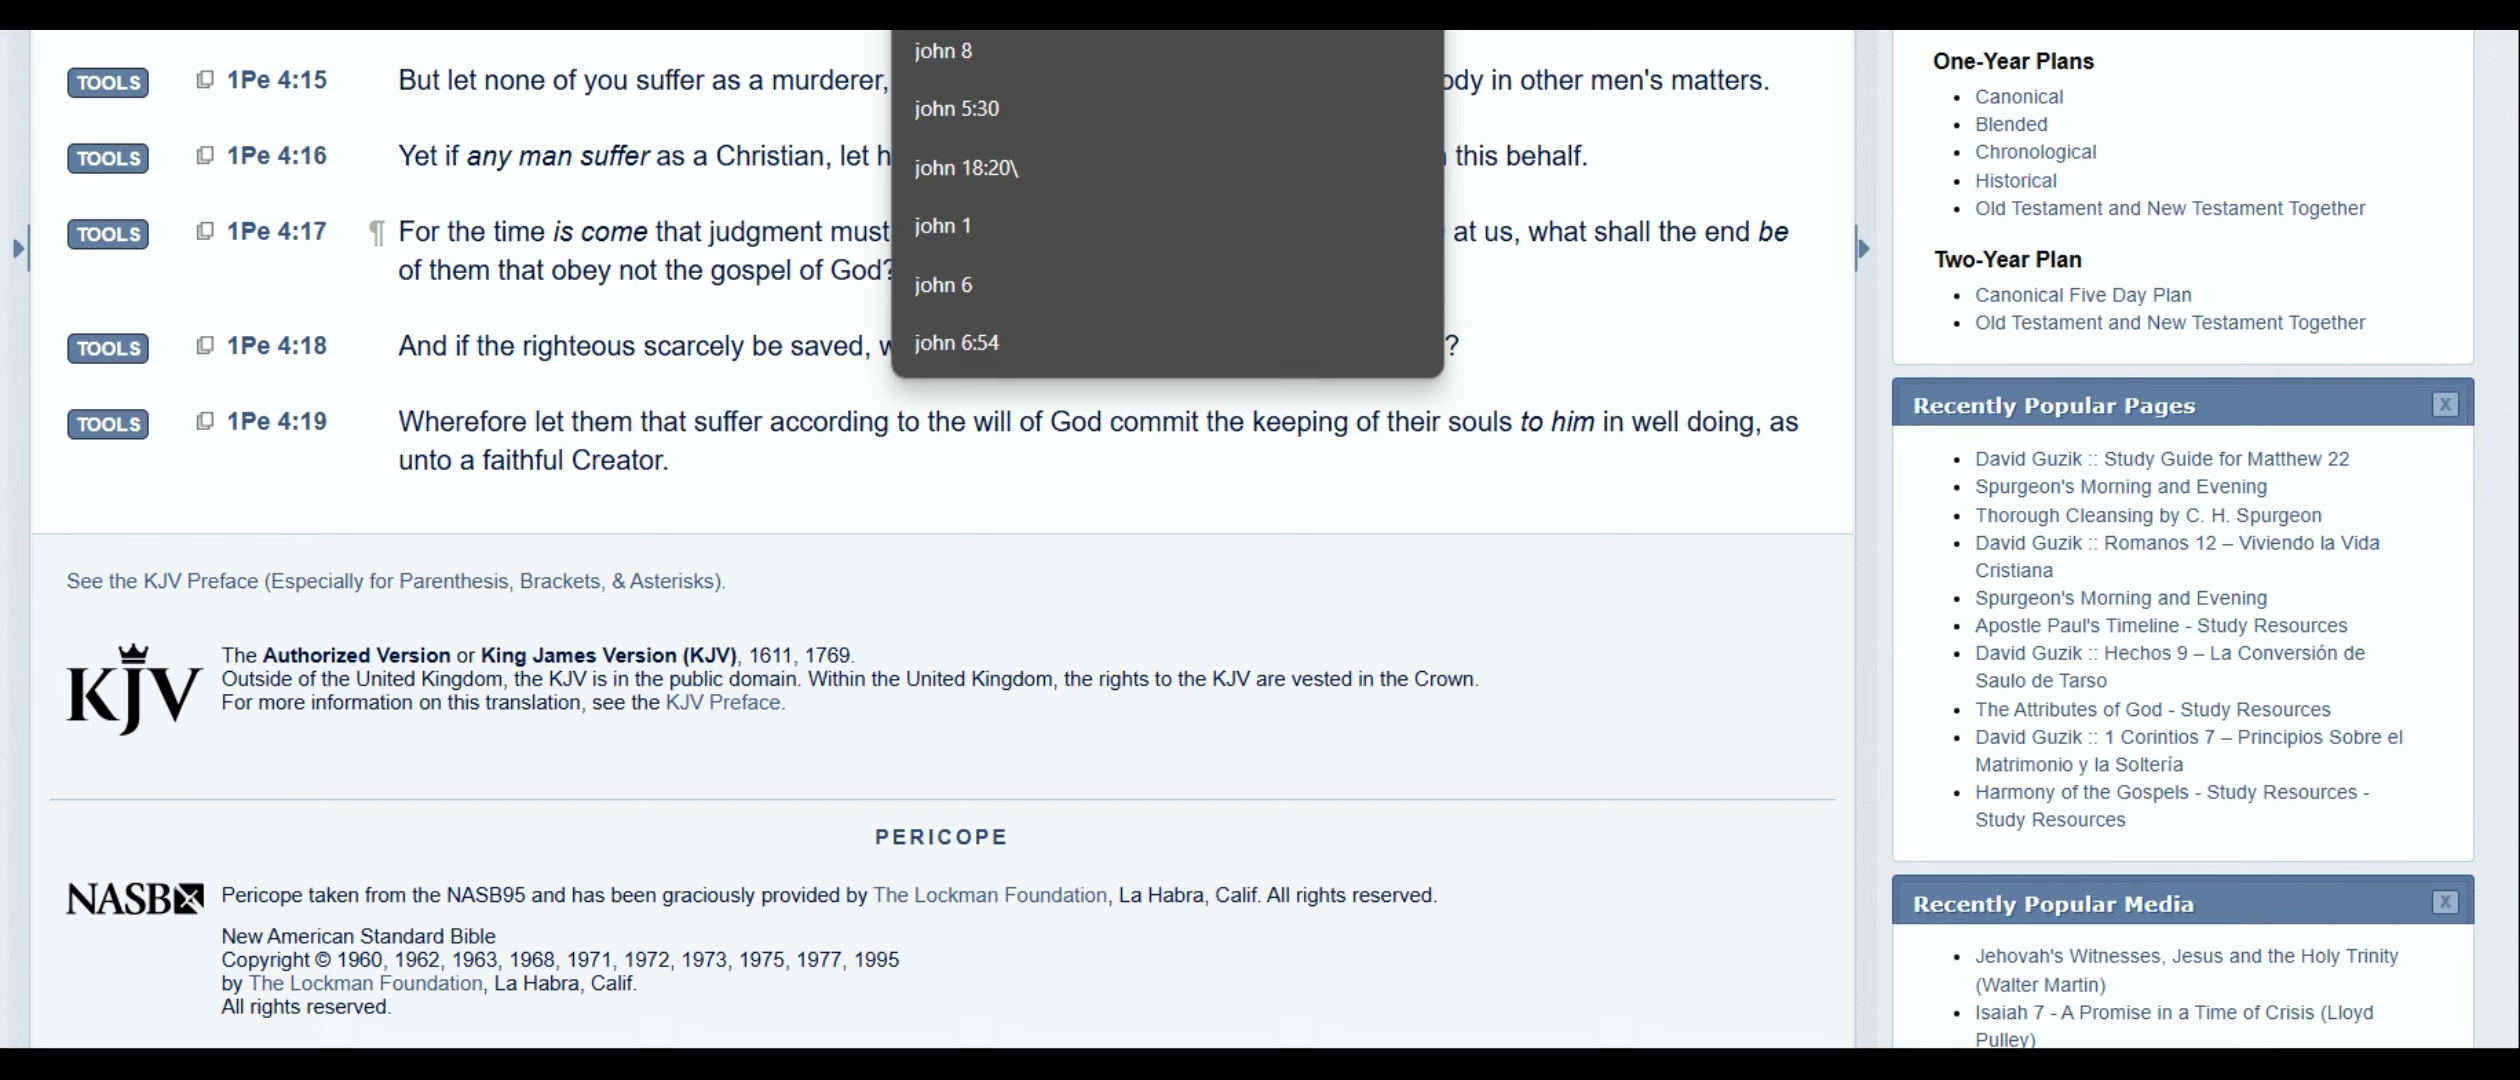 TOOLS 1Pe 4:15 But let none of you suffer as a murderer, ody in other men's matters.
TOOLS 1Pe 4:16 Yet if any man suffer as a Christian, let h this behalf.
TOOLS 1Pe 4:17 ¶ For the time is come that judgment must at us, what shall the end be
of them that obey not the gospel of God?
TOOLS 1Pe 4:18 And if the righteous scarcely be saved, w ?
TOOLS 1Pe 4:19 Wherefore let them that suffer according to the will of God commit the keeping of their souls to him in well doing, as
unto a faithful Creator.
john 8
john 5:30
john 18:20\
john 1
john 6
john 6:54
See the KJV Preface (Especially for Parenthesis, Brackets, & Asterisks).
KJV
The Authorized Version or King James Version (KJV), 1611, 1769.
Outside of the United Kingdom, the KJV is in the public domain. Within the United Kingdom, the rights to the KJV are vested in the Crown.
For more information on this translation, see the KJV Preface.
PERICOPE
NASB
Pericope taken from the NASB95 and has been graciously provided by The Lockman Foundation, La Habra, Calif. All rights reserved.
New American Standard Bible
Copyright © 1960, 1962, 1963, 1968, 1971, 1972, 1973, 1975, 1977, 1995
by The Lockman Foundation, La Habra, Calif.
All rights reserved.
One-Year Plans
• Canonical
• Blended
• Chronological
• Historical
• Old Testament and New Testament Together
Two-Year Plan
• Canonical Five Day Plan
• Old Testament and New Testament Together
Recently Popular Pages X
• David Guzik :: Study Guide for Matthew 22
• Spurgeon's Morning and Evening
• Thorough Cleansing by C. H. Spurgeon
• David Guzik :: Romanos 12 – Viviendo la Vida
Cristiana
• Spurgeon's Morning and Evening
• Apostle Paul's Timeline - Study Resources
• David Guzik :: Hechos 9 – La Conversión de
Saulo de Tarso
• The Attributes of God - Study Resources
• David Guzik :: 1 Corintios 7 – Principios Sobre el
Matrimonio y la Soltería
• Harmony of the Gospels - Study Resources -
Study Resources
Recently Popular Media X
• Jehovah's Witnesses, Jesus and the Holy Trinity
(Walter Martin)
• Isaiah 7 - A Promise in a Time of Crisis (Lloyd
Pulley)